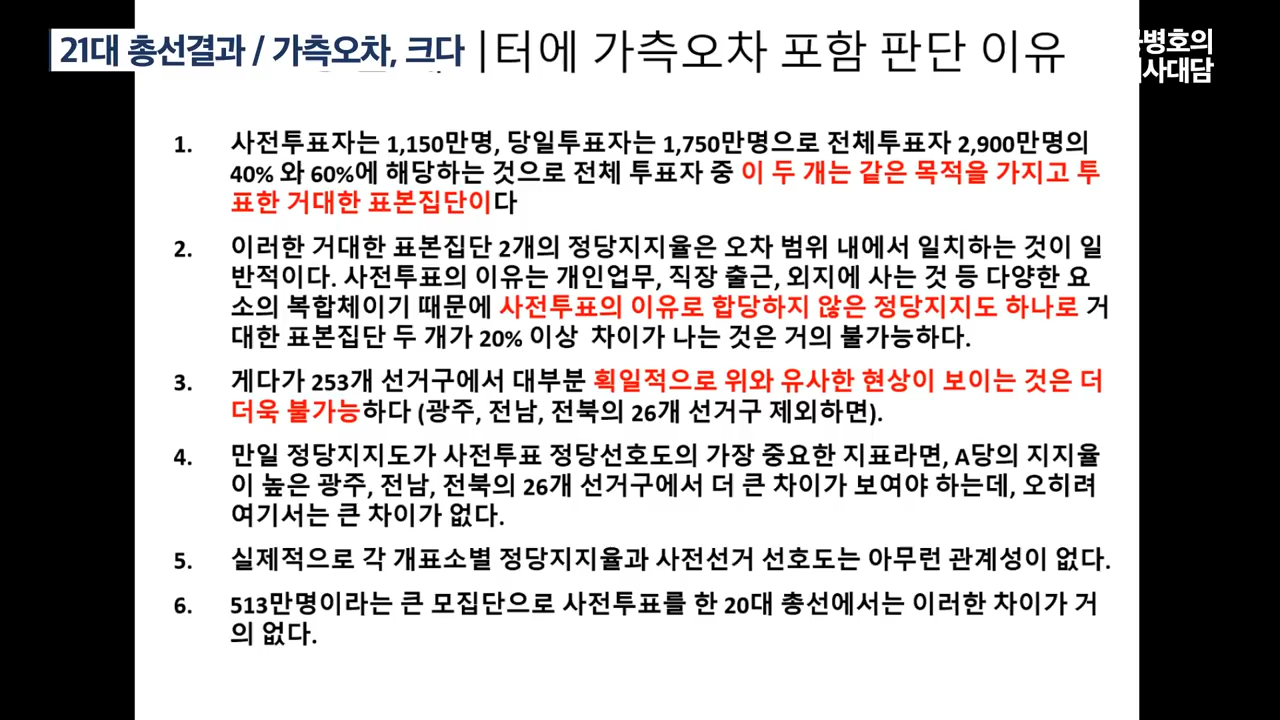 21대 총선결과 / 가측오차, 크다
터에 가측오차 포함 판단 이유
병호의
사대담
1. 사전투표자는 1,150만명, 당일투표자는 1,750만명으로 전체투표자 2,900만명의
40% 와 60%에 해당하는 것으로 전체 투표자 중 이 두 개는 같은 목적을 가지고 투
표한 거대한 표본집단이다
2. 이러한 거대한 표본집단 2개의 정당지지율은 오차 범위 내에서 일치하는 것이 일
반적이다. 사전투표의 이유는 개인업무, 직장 출근, 외지에 사는 것 등 다양한 요
소의 복합체이기 때문에 사전투표의 이유로 합당하지 않은 정당지지도 하나로 거
대한 표본집단 두 개가 20% 이상 차이가 나는 것은 거의 불가능하다.
3. 게다가 253개 선거구에서 대부분 획일적으로 위와 유사한 현상이 보이는 것은 더
더욱 불가능하다 (광주, 전남, 전북의 26개 선거구 제외하면).
4. 만일 정당지지도가 사전투표 정당선호도의 가장 중요한 지표라면, A당의 지지율
이 높은 광주, 전남, 전북의 26개 선거구에서 더 큰 차이가 보여야 하는데, 오히려
여기서는 큰 차이가 없다.
5. 실제적으로 각 개표소별 정당지지율과 사전선거 선호도는 아무런 관계성이 없다.
6. 513만명이라는 큰 모집단으로 사전투표를 한 20대 총선에서는 이러한 차이가 거
의 없다.